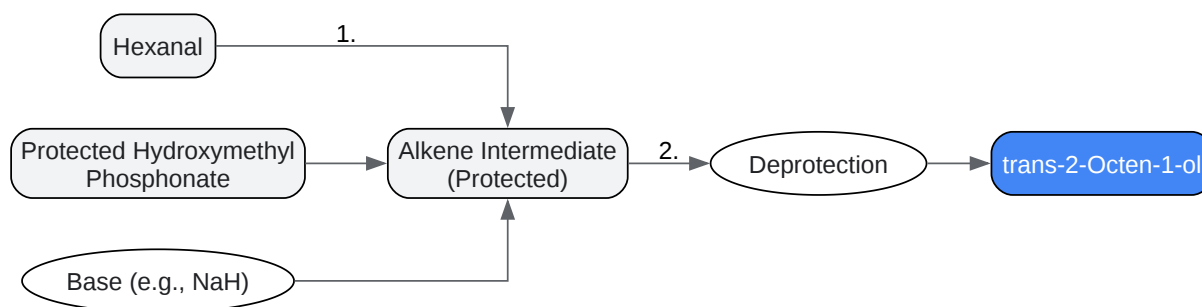 Hexanal
1.
Protected Hydroxymethyl
Phosphonate
Alkene Intermediate
(Protected)
2.
Deprotection
trans-2-Octen-1-ol
Base (e.g., NaH)